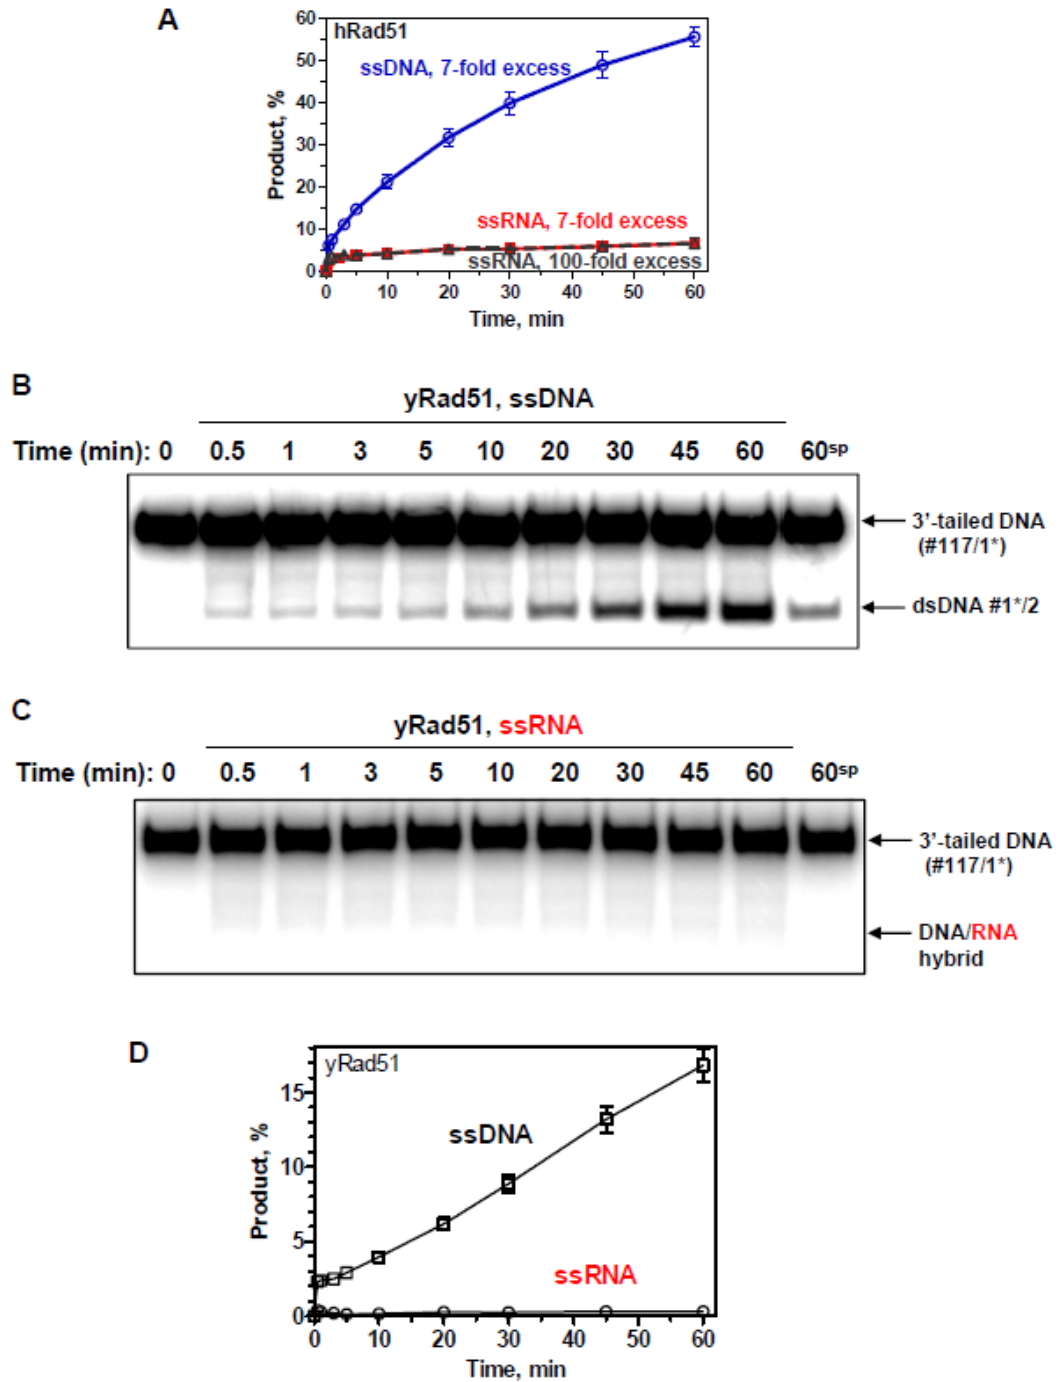 A
hRad51
ssDNA, 7-fold excess
ssRNA, 7-fold excess
ssRNA, 100-fold excess
Product, %
60
50
40
30
20
10
0
0 10 20 30 40 50 60
Time, min
B
yRad51, ssDNA
Time (min): 0 0.5 1 3 5 10 20 30 45 60 60sp
3'-tailed DNA
(#117/1*)
dsDNA #1*/2
C
yRad51, ssRNA
Time (min): 0 0.5 1 3 5 10 20 30 45 60 60sp
3'-tailed DNA
(#117/1*)
DNA/RNA
hybrid
D
yRad51
ssDNA
ssRNA
Product, %
15
10
5
0
0 10 20 30 40 50 60
Time, min